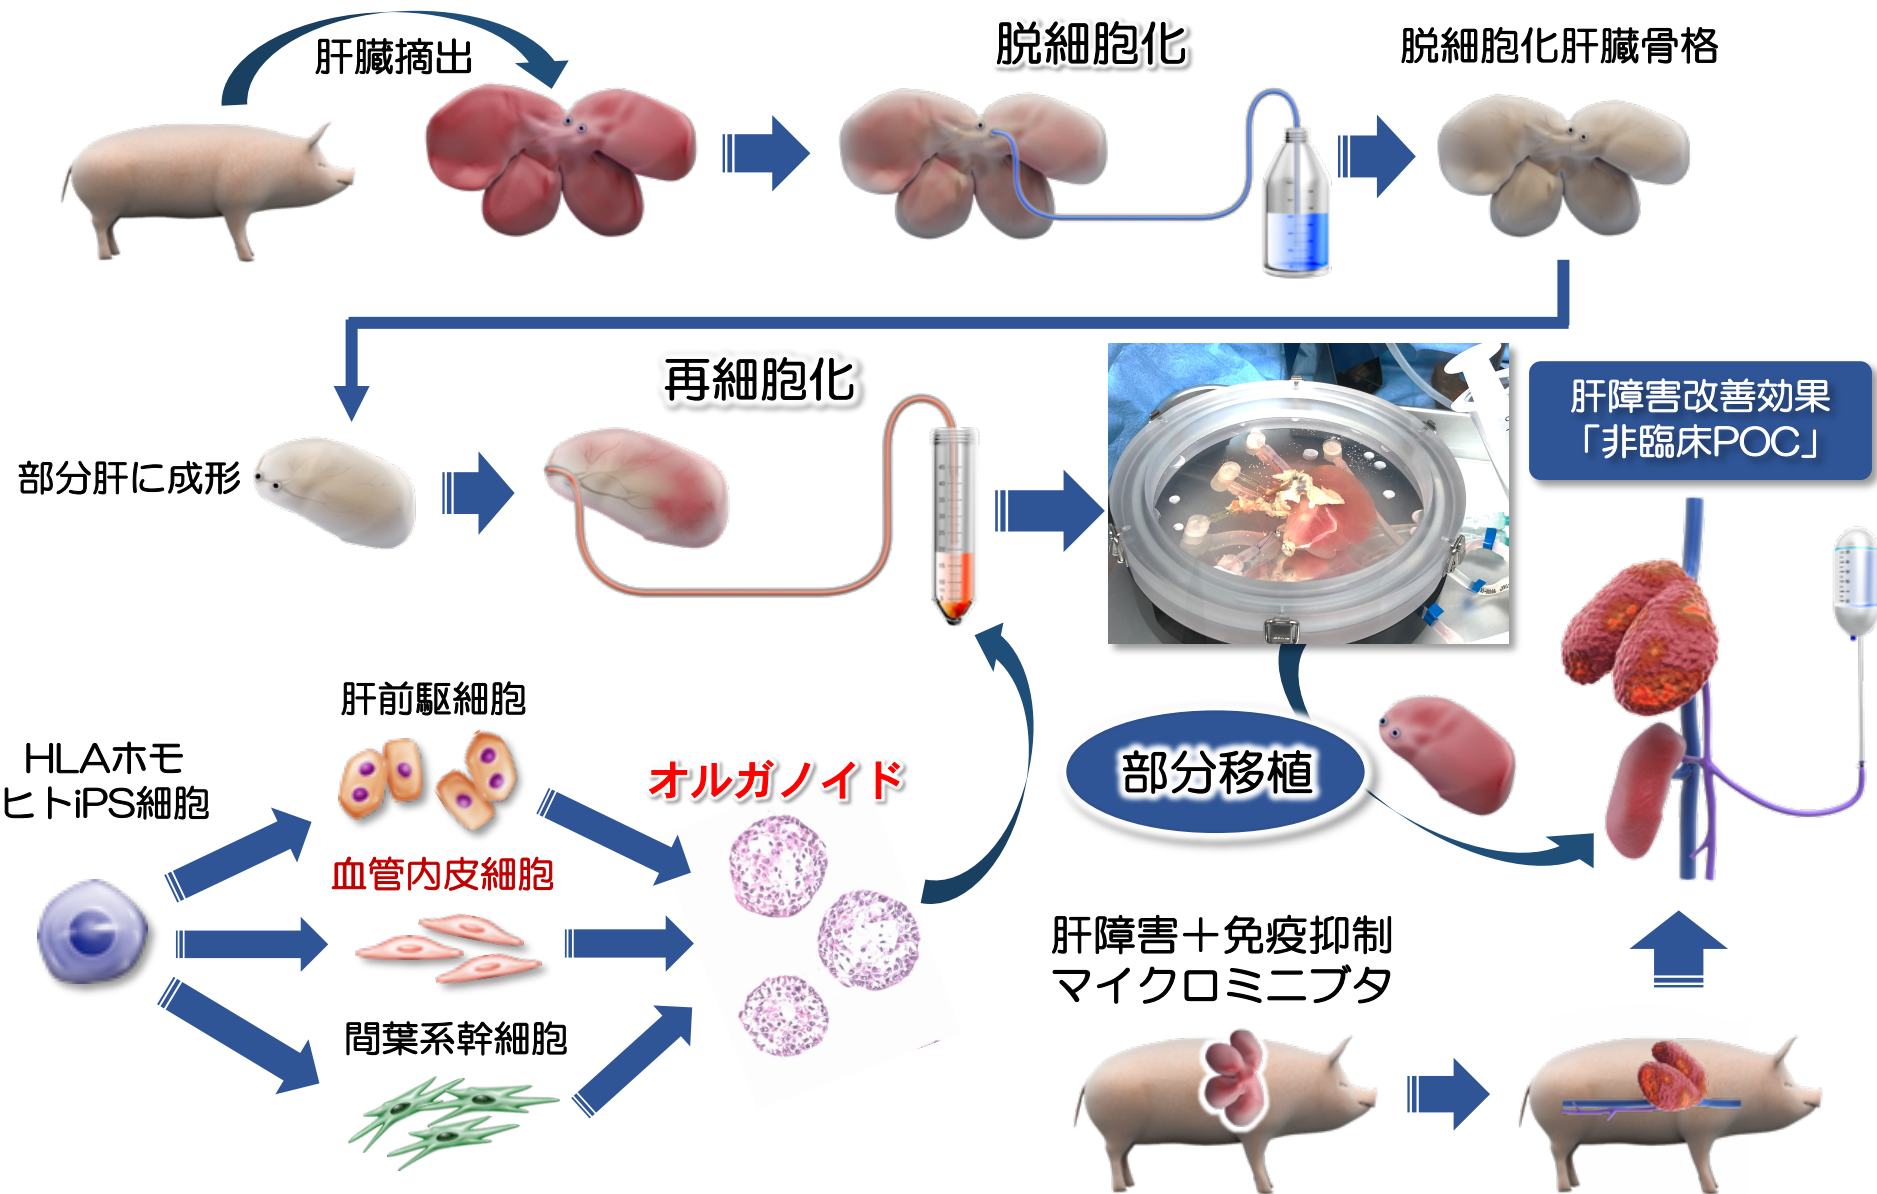 肝臓摘出
脱細胞化
脱細胞化肝臓骨格
部分肝に成形
再細胞化
肝障害改善効果
「非臨床POC」
HLAホモ
ヒトiPS細胞
肝前駆細胞
血管内皮細胞
間葉系幹細胞
オルガノイド
部分移植
肝障害＋免疫抑制
マイクロミニブタ